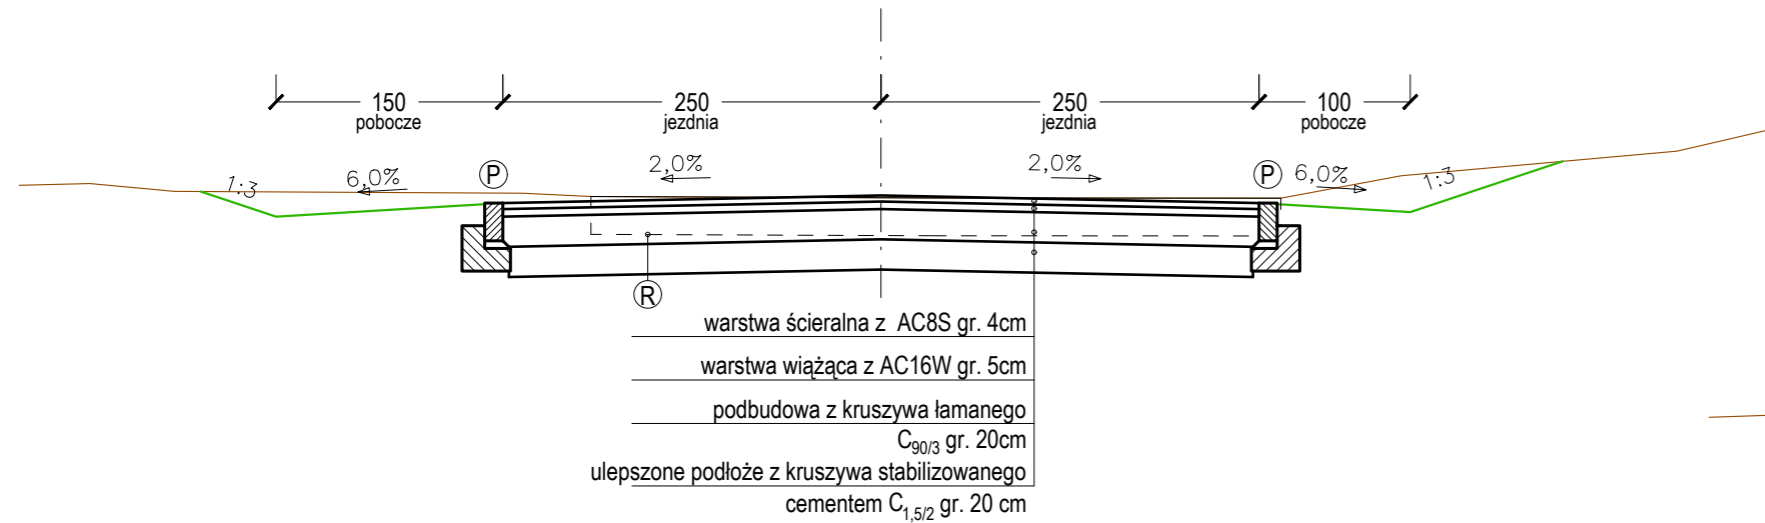 150
pobocze
250
jezdnia
250
jezdnia
100
pobocze
1:3
6,0%
P
2,0%
2,0%
P
6,0%
1:3
R
warstwa ścieralna z AC8S gr. 4cm
warstwa wiążąca z AC16W gr. 5cm
podbudowa z kruszywa łamanego
C90/3 gr. 20cm
ulepszone podłoże z kruszywa stabilizowanego
cementem C1,5/2 gr. 20 cm